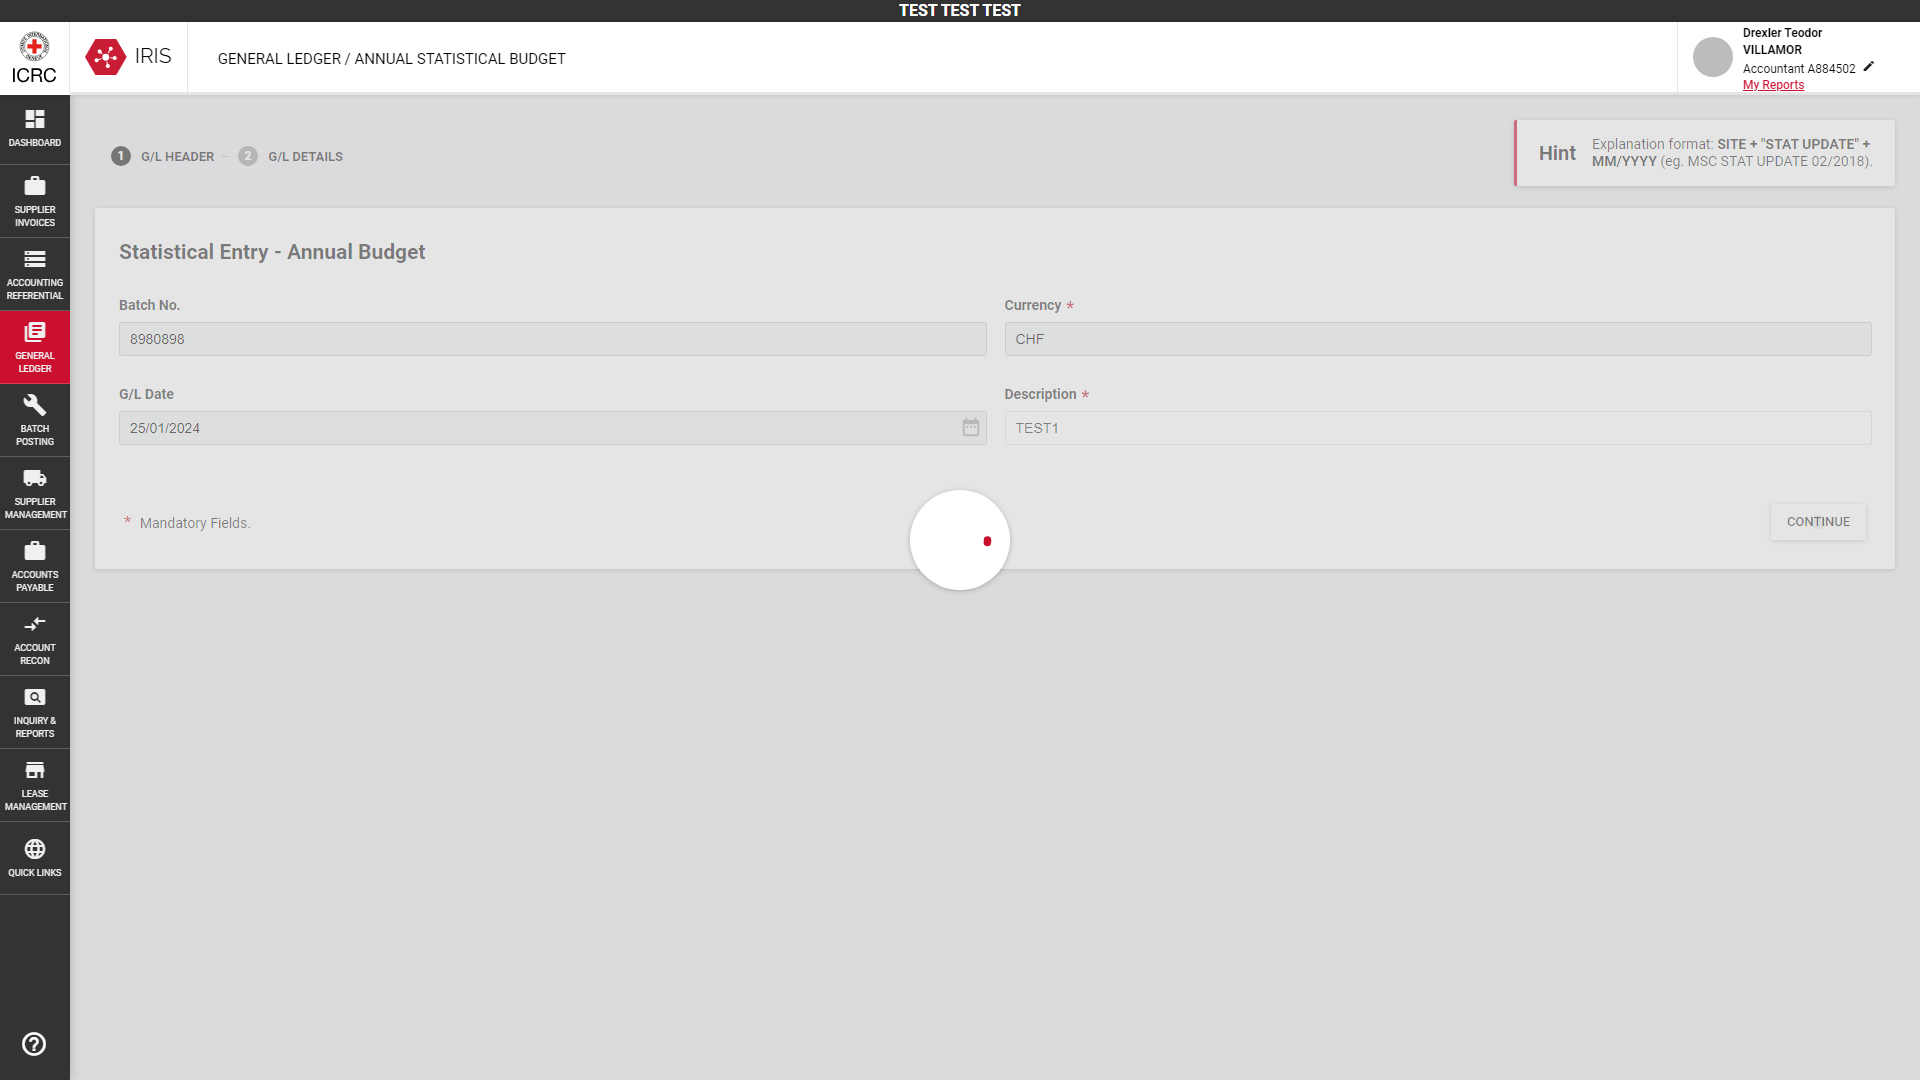 TEST TEST TEST
ICRC
IRIS
GENERAL LEDGER / ANNUAL STATISTICAL BUDGET
Drexler Teodor
VILLAMOR
Accountant A884502
My Reports
DASHBOARD
SUPPLIER
INVOICES
ACCOUNTING
REFERENTIAL
GENERAL
LEDGER
BATCH
POSTING
SUPPLIER
MANAGEMENT
ACCOUNTS
PAYABLE
ACCOUNT
RECON
INQUIRY &
REPORTS
LEASE
MANAGEMENT
QUICK LINKS
1 G/L HEADER – 2 G/L DETAILS
Hint
Explanation format: SITE + "STAT UPDATE" +
MM/YYYY (eg. MSC STAT UPDATE 02/2018).
Statistical Entry - Annual Budget
Batch No.
8980898
Currency *
CHF
G/L Date
25/01/2024
Description *
TEST1
* Mandatory Fields.
CONTINUE